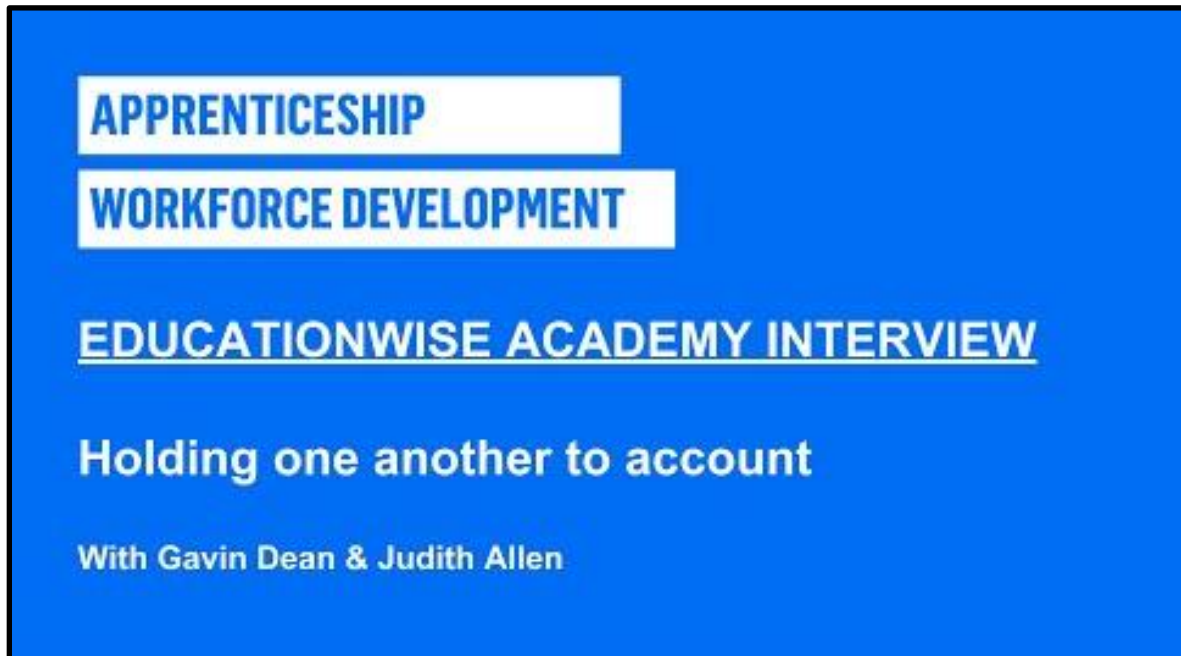 APPRENTICESHIP
WORKFORCE DEVELOPMENT
EDUCATIONWISE ACADEMY INTERVIEW
Holding one another to account
With Gavin Dean & Judith Allen